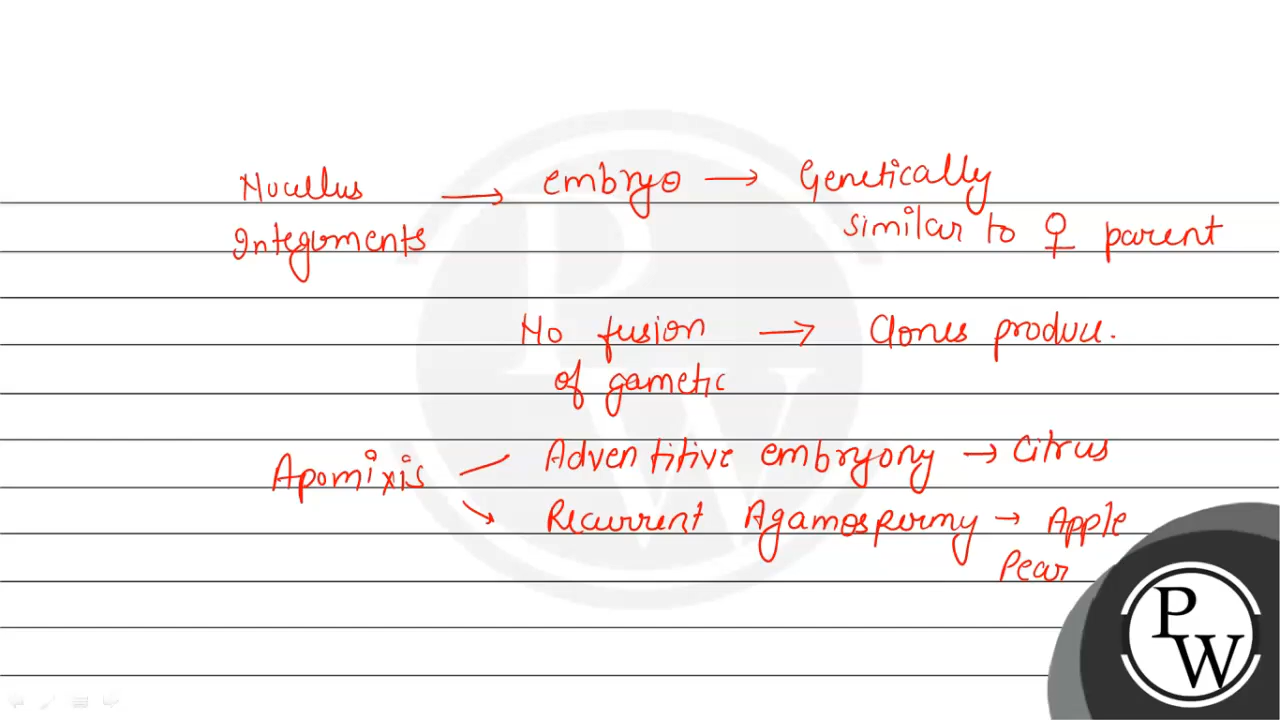 Nucellus → embryo → Genetically
Integuments similar to ♀ parent
No fusion → Clones produce.
of gametic
Apomixis Adventitive embryony → Citrus
→ Recurrent Agamospermy → Apple
Pear
P
W
P
W